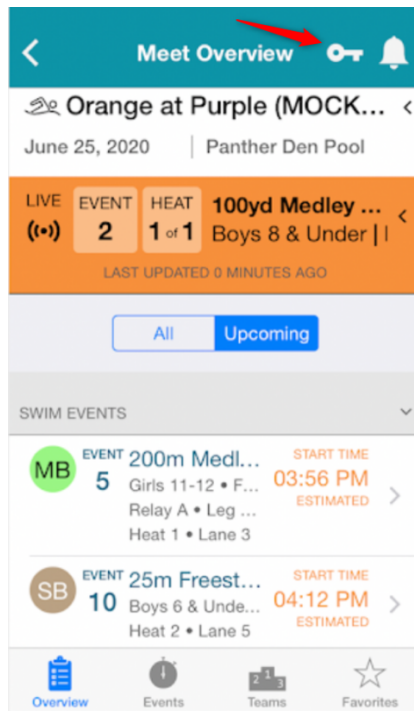 Meet Overview
Orange at Purple (MOCK...
June 25, 2020 | Panther Den Pool
LIVE EVENT HEAT 100yd Medley ...
2 1 of 1 Boys 8 & Under | I
LAST UPDATED 0 MINUTES AGO
All Upcoming
SWIM EVENTS
MB EVENT 200m Medl... START TIME
5 Girls 11-12 • F... 03:56 PM
Relay A • Leg ... ESTIMATED
Heat 1 • Lane 3
SB EVENT 25m Freest... START TIME
10 Boys 6 & Unde... 04:12 PM
Heat 2 • Lane 5 ESTIMATED
2 1 3
Overview Events Teams Favorites